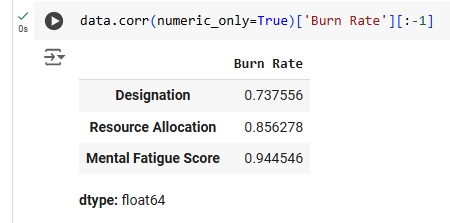 data.corr(numeric_only=True)['Burn Rate'][:-1]
0s
Burn Rate
Designation 0.737556
Resource Allocation 0.856278
Mental Fatigue Score 0.944546
dtype: float64